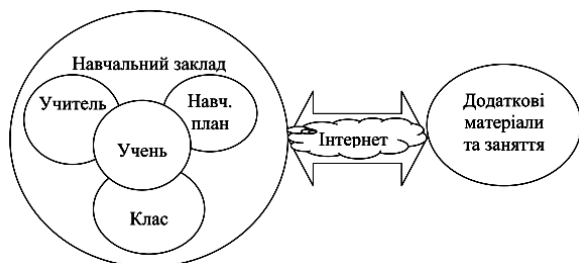 Навчальний заклад
Учитель
Навч.
план
Учень
Клас
Інтернет
Додаткові
матеріали
та заняття